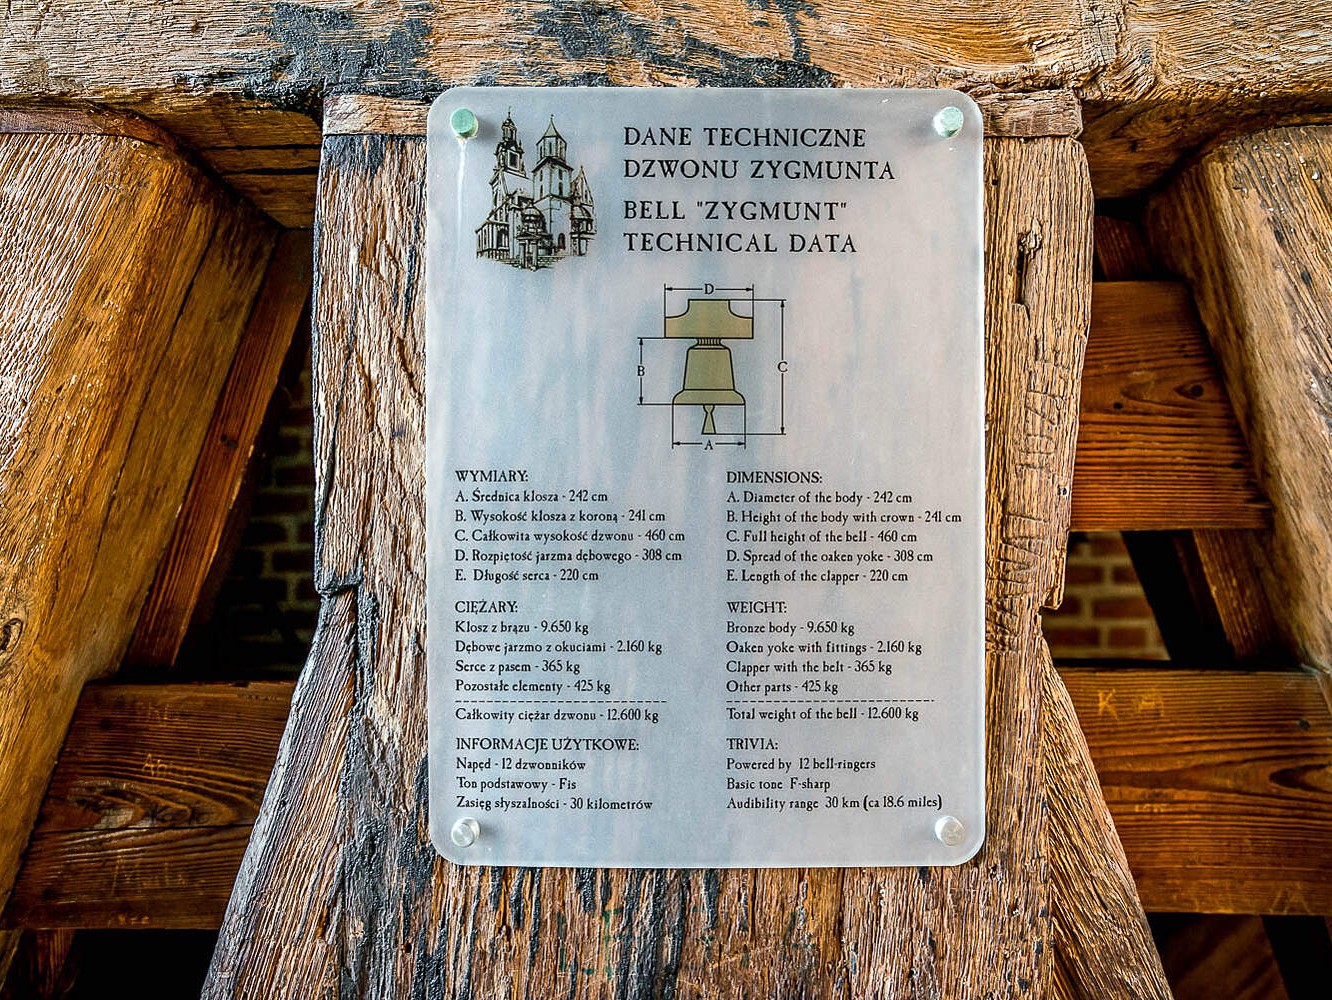 DANE TECHNICZNE
DZWONU ZYGMUNTA
BELL "ZYGMUNT"
TECHNICAL DATA
D
B
C
A
WYMIARY:
A. Średnica klosza - 242 cm
B. Wysokość klosza z koroną - 241 cm
C. Całkowita wysokość dzwonu - 460 cm
D. Rozpiętość jarzma dębowego - 308 cm
E. Długość serca - 220 cm
CIĘŻARY:
Klosz z brązu - 9.650 kg
Dębowe jarzmo z okuciami - 2.160 kg
Serce z pasem - 365 kg
Pozostałe elementy - 425 kg
Całkowity ciężar dzwonu - 12.600 kg
INFORMACJE UŻYTKOWE:
Napęd - 12 dzwonników
Ton podstawowy - Fis
Zasięg słyszalności - 30 kilometrów
DIMENSIONS:
A. Diameter of the body - 242 cm
B. Height of the body with crown - 241 cm
C. Full height of the bell - 460 cm
D. Spread of the oaken yoke - 308 cm
E. Length of the clapper - 220 cm
WEIGHT:
Bronze body - 9.650 kg
Oaken yoke with fittings - 2.160 kg
Clapper with the belt - 365 kg
Other parts - 425 kg
Total weight of the bell - 12.600 kg
TRIVIA:
Powered by 12 bell-ringers
Basic tone F-sharp
Audibility range 30 km (ca 18.6 miles)
K A